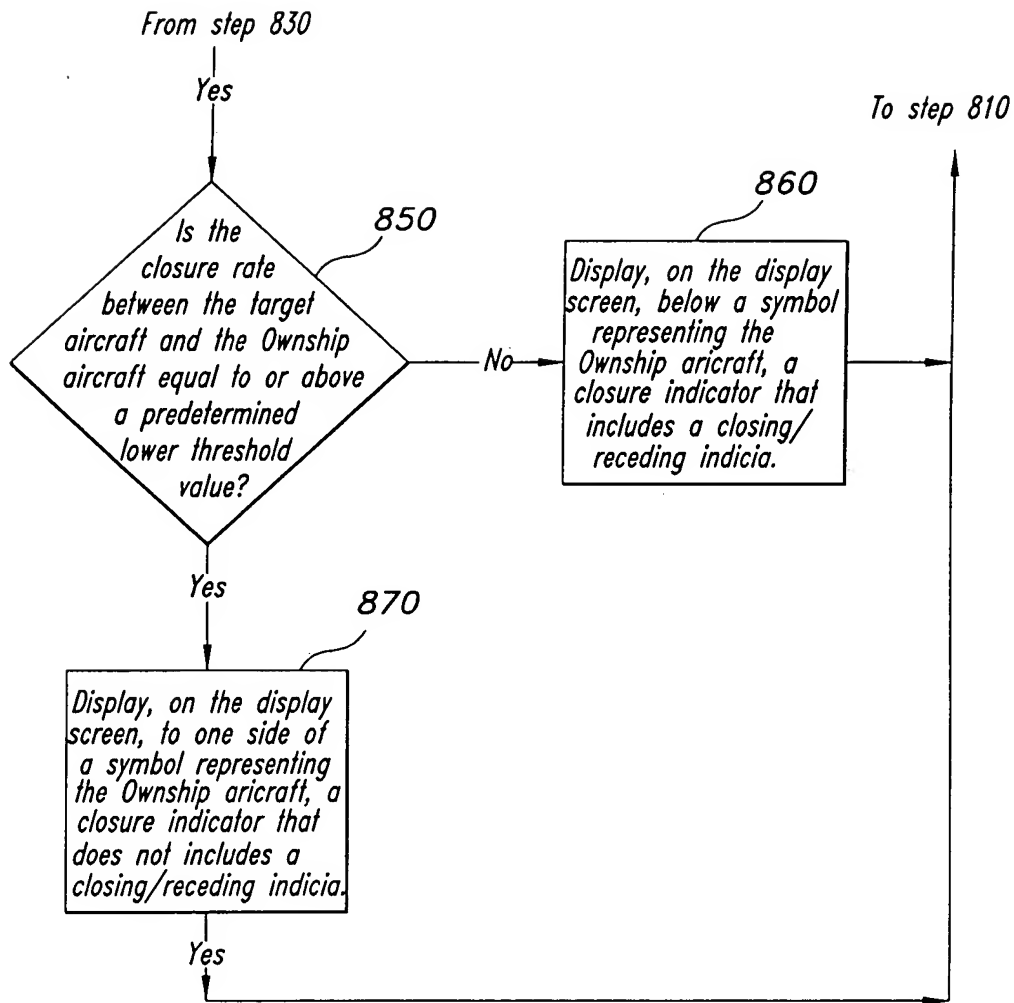 From step 830
Yes
To step 810
Is the
closure rate
between the target
aircraft and the Ownship
aircraft equal to or above
a predetermined
lower threshold
value?
850
No
860
Display, on the display
screen, below a symbol
representing the
Ownship aricraft, a
closure indicator that
includes a closing/
receding indicia.
Yes
870
Display, on the display
screen, to one side of
a symbol representing
the Ownship aricraft, a
closure indicator that
does not includes a
closing/receding indicia.
Yes